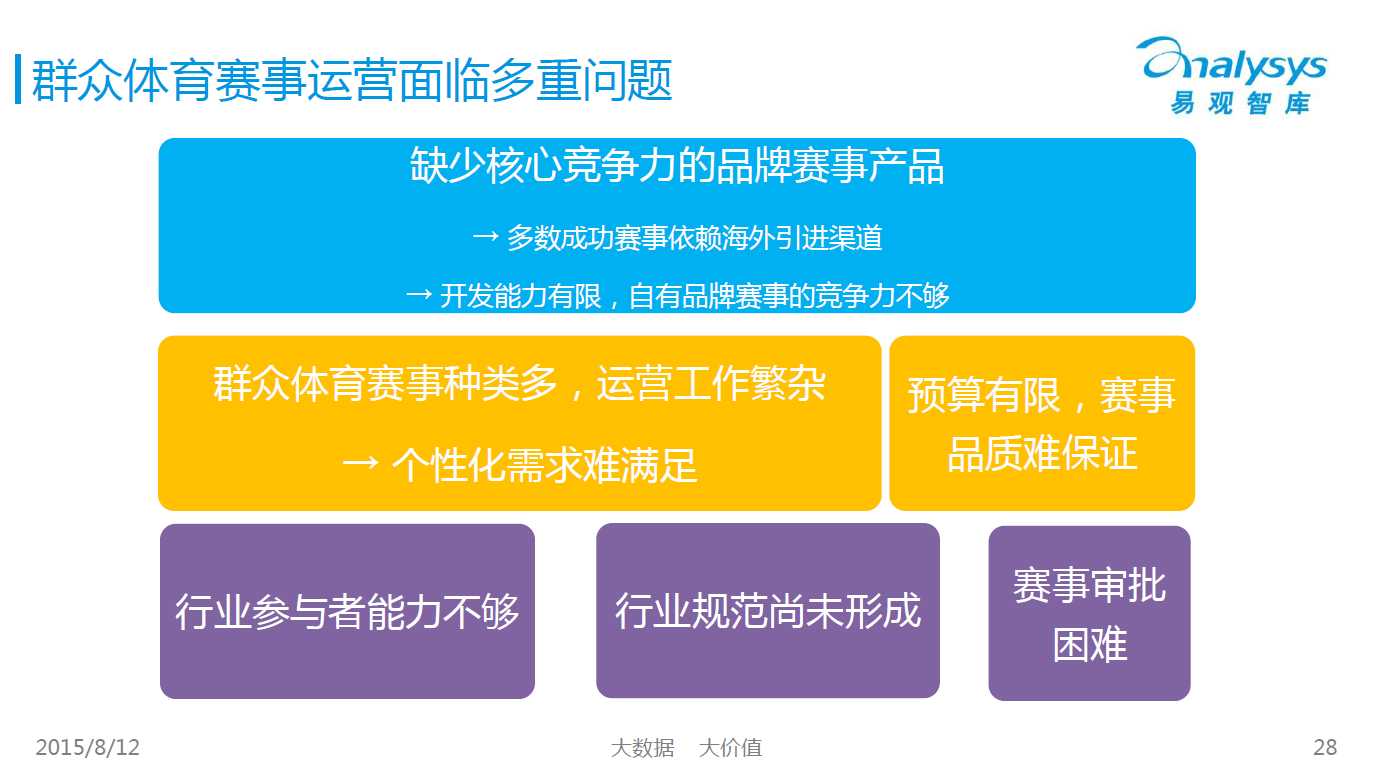 群众体育赛事运营面临多重问题
analysys
易观智库
缺少核心竞争力的品牌赛事产品
→ 多数成功赛事依赖海外引进渠道
→ 开发能力有限，自有品牌赛事的竞争力不够
群众体育赛事种类多，运营工作繁杂
→ 个性化需求难满足
预算有限，赛事
品质难保证
行业参与者能力不够
行业规范尚未形成
赛事审批
困难
2015/8/12
大数据 大价值
28